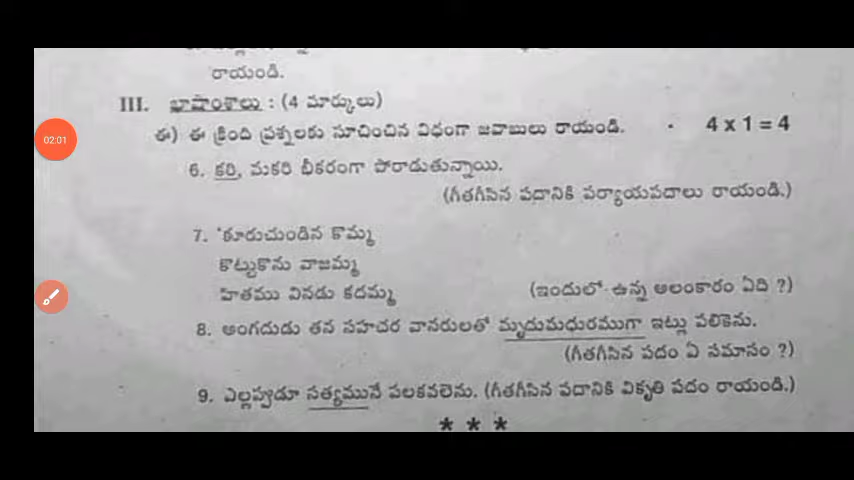 రాయండి.
III. భాషాంశాలు : (4 మార్కులు)
ఈ) ఈ క్రింది ప్రశ్నలకు సూచించిన విధంగా జవాబులు రాయండి. 4 x 1 = 4
02:01
6. కరి, మకరి భీకరంగా పోరాడుతున్నాయి.
(గీతగీసిన పదానికి పర్యాయపదాలు రాయండి.)
7. 'కూరుచుండిన కొమ్మ
కొట్టుకొను వాజమ్మ
హితము వినడు కదమ్మ (ఇందులో ఉన్న అలంకారం ఏది ?)
8. అంగదుడు తన సహచర వానరులతో మృదుమధురముగా ఇట్లు పలికెను.
(గీతగీసిన పదం ఏ సమాసం ?)
9. ఎల్లప్పుడూ సత్యమునే పలకవలెను. (గీతగీసిన పదానికి వికృతి పదం రాయండి.)
* * *